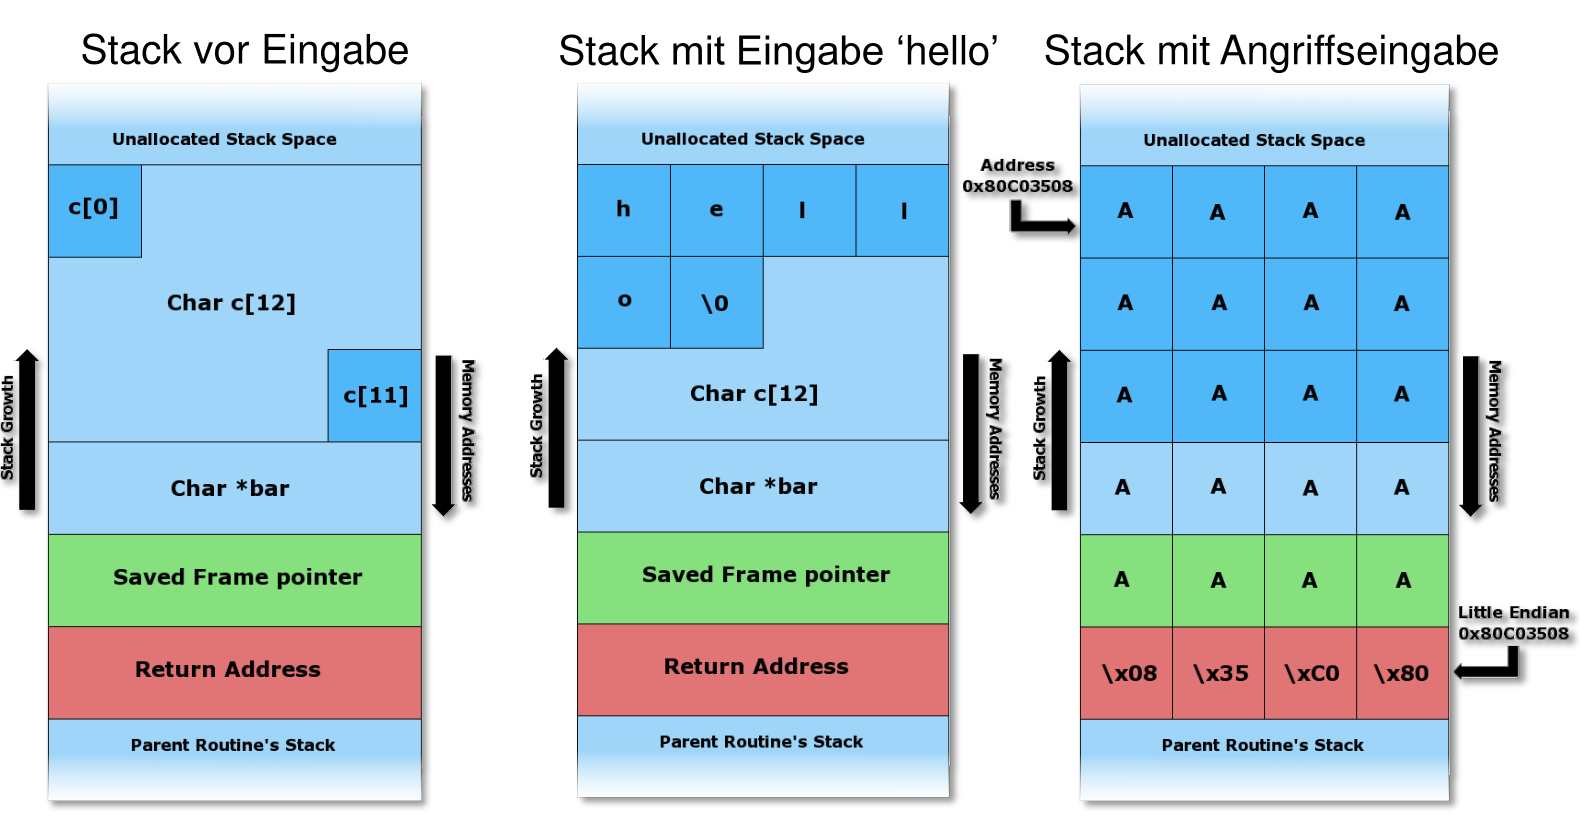 Stack vor Eingabe
Unallocated Stack Space
c[0]
Char c[12]
c[11]
Char *bar
Saved Frame pointer
Return Address
Parent Routine's Stack
Stack Growth
Memory Addresses
Stack mit Eingabe ‘hello’
Unallocated Stack Space
h e l l
o \0
Char c[12]
Char *bar
Saved Frame pointer
Return Address
Parent Routine's Stack
Stack Growth
Memory Addresses
Stack mit Angriffseingabe
Unallocated Stack Space
Address
0x80C03508
A A A A
A A A A
A A A A
A A A A
A A A A
\x08 \x35 \xC0 \x80
Parent Routine's Stack
Stack Growth
Memory Addresses
Little Endian
0x80C03508